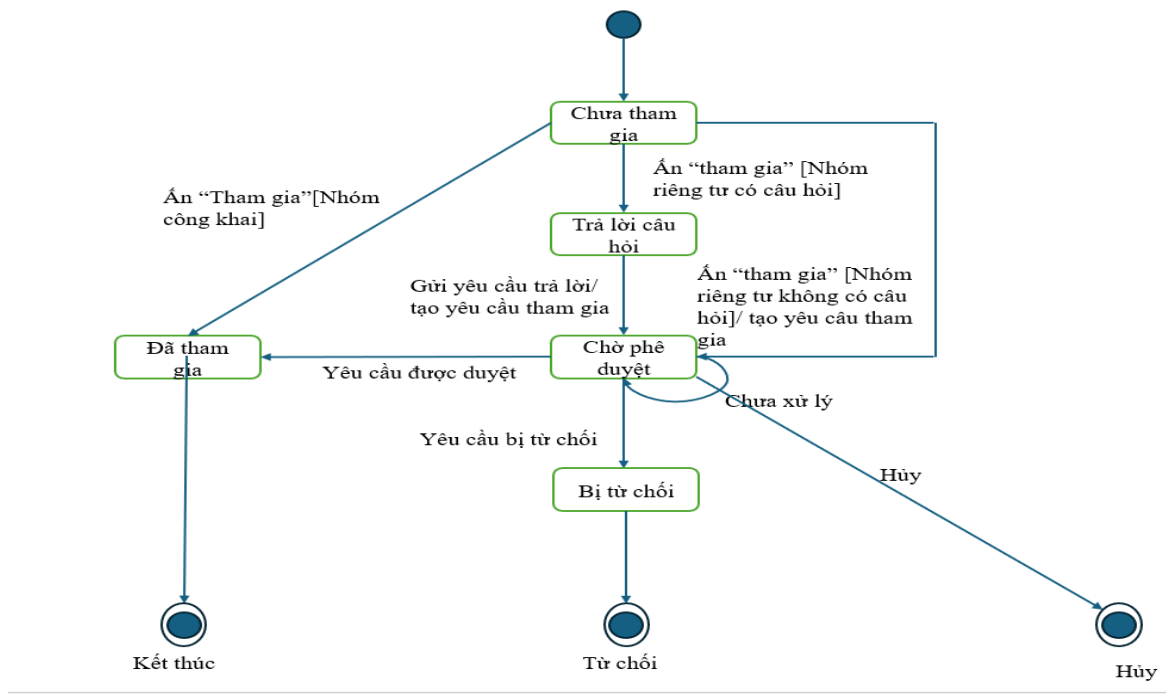 Chưa tham
gia
Ấn “tham gia” [Nhóm
riêng tư có câu hỏi]
Ấn “Tham gia”[Nhóm
công khai]
Trả lời câu
hỏi
Gửi yêu cầu trả lời/
tạo yêu cầu tham gia
Ấn “tham gia” [Nhóm
riêng tư không có câu
hỏi]/ tạo yêu câu tham
gia
Đã tham
gia
Chờ phê
duyệt
Yêu cầu được duyệt
Chưa xử lý
Yêu cầu bị từ chối
Hủy
Bị từ chối
Kết thúc
Từ chối
Hủy